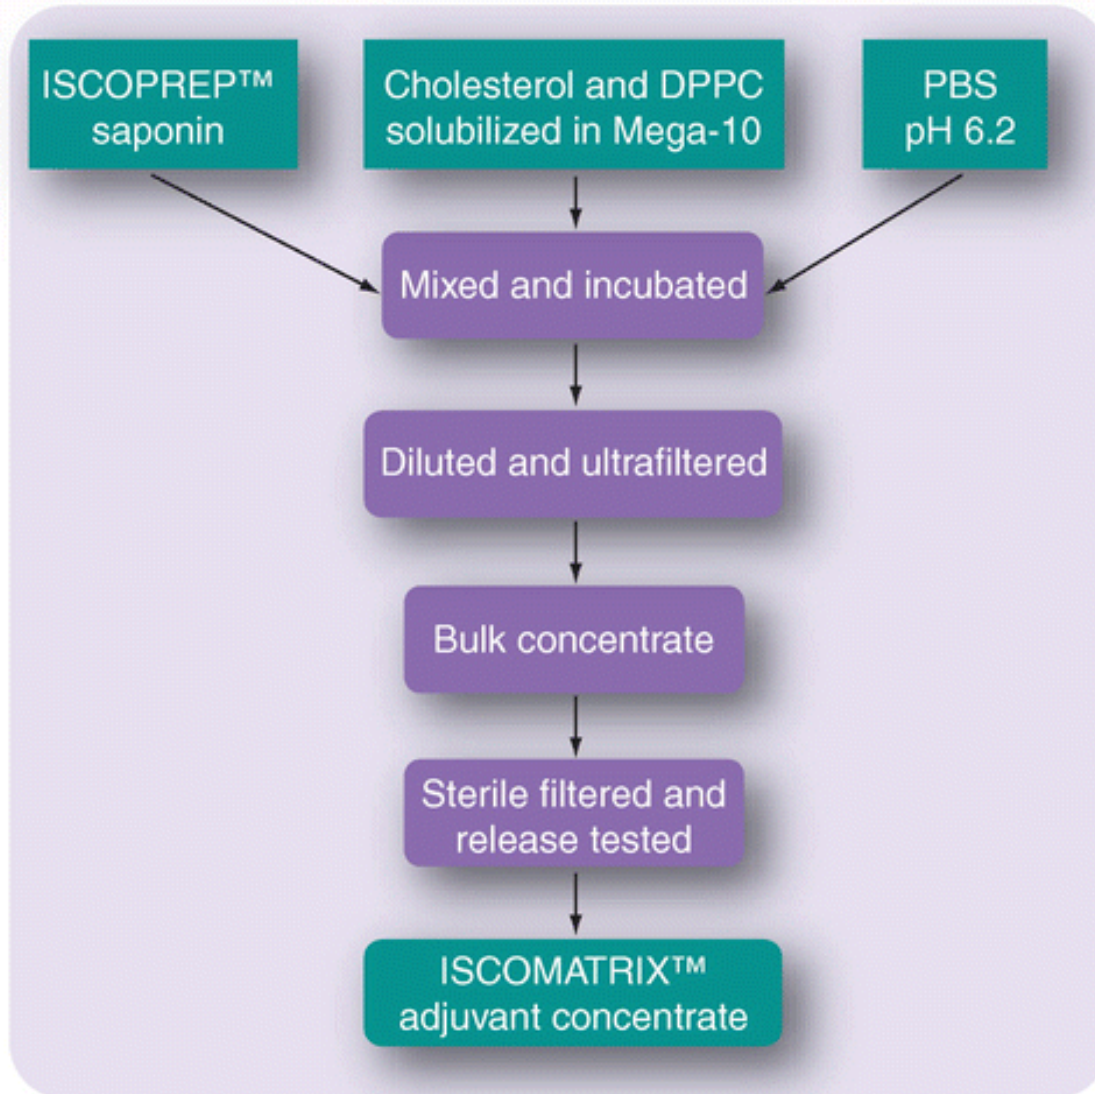 ISCOPREP™
saponin
Cholesterol and DPPC
solubilized in Mega-10
PBS
pH 6.2
Mixed and incubated
Diluted and ultrafiltered
Bulk concentrate
Sterile filtered and
release tested
ISCOMATRIX™
adjuvant concentrate